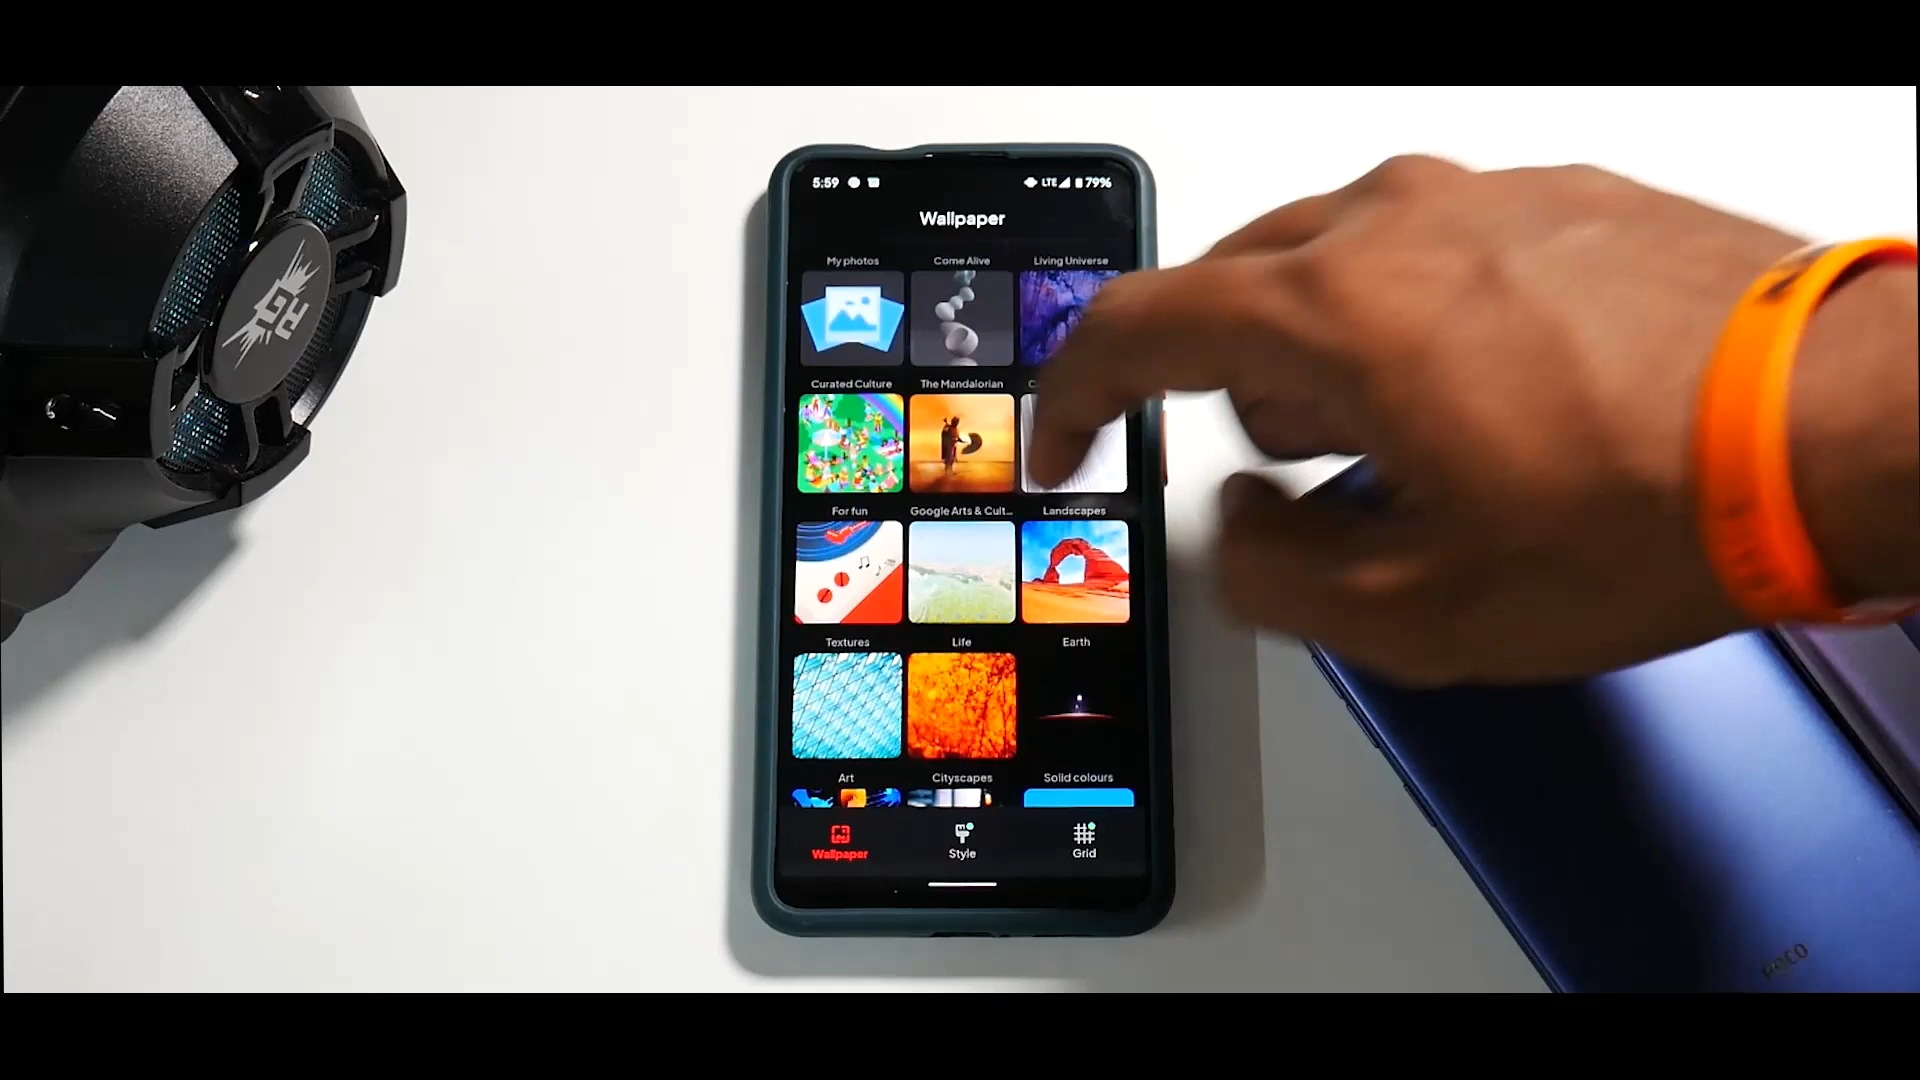 5:59 LTE 79%
Wallpaper
My photos Come Alive Living Universe
Curated Culture The Mandalorian
For fun Google Arts & Cult... Landscapes
Textures Life Earth
Art Cityscapes Solid colours
Wallpaper Style Grid
POCO